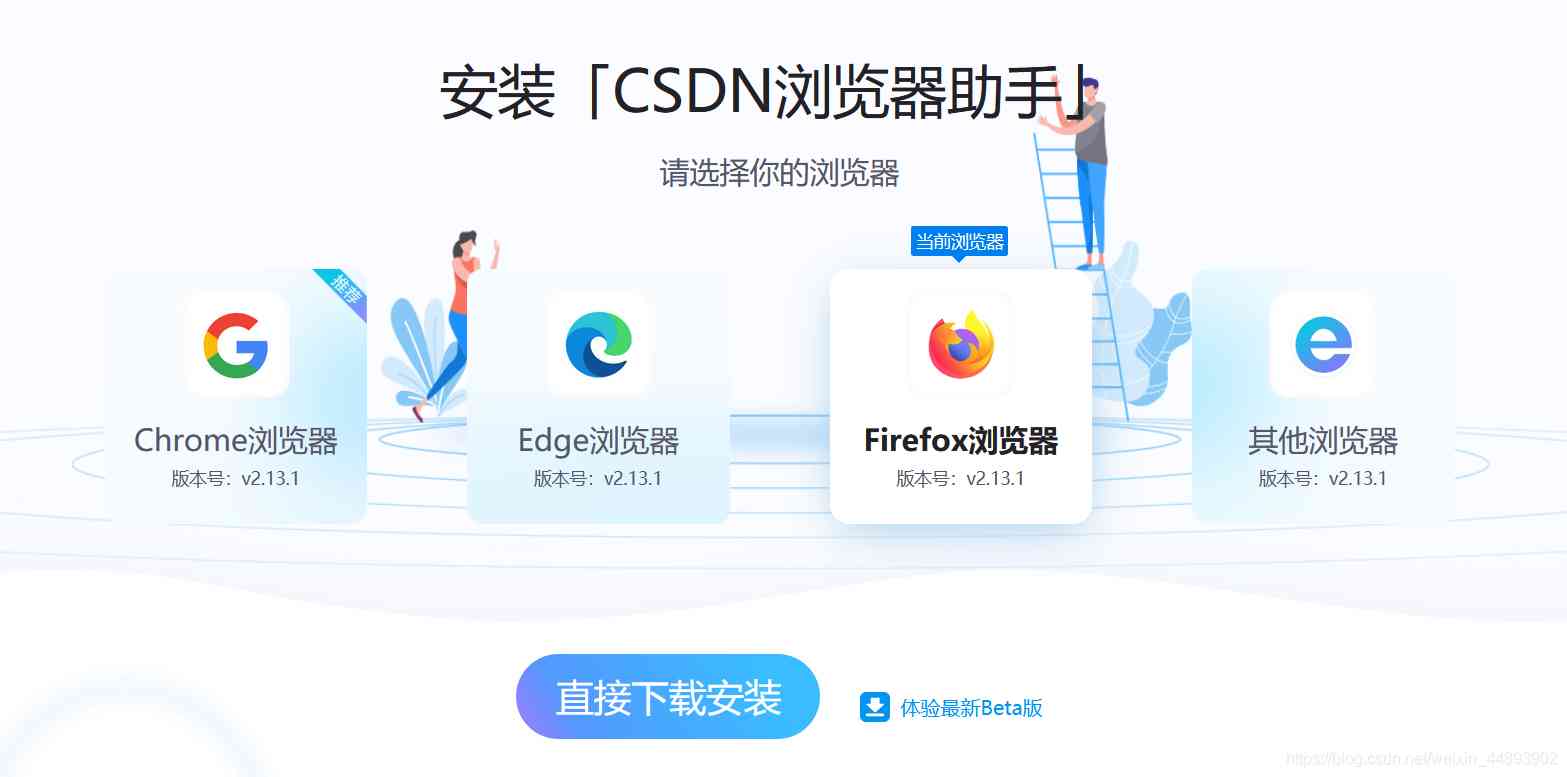 安装「CSDN浏览器助手」
请选择你的浏览器
当前浏览器
推荐
Chrome浏览器
版本号：v2.13.1
Edge浏览器
版本号：v2.13.1
Firefox浏览器
版本号：v2.13.1
其他浏览器
版本号：v2.13.1
直接下载安装
体验最新Beta版
https://blog.csdn.net/weixin_44893902